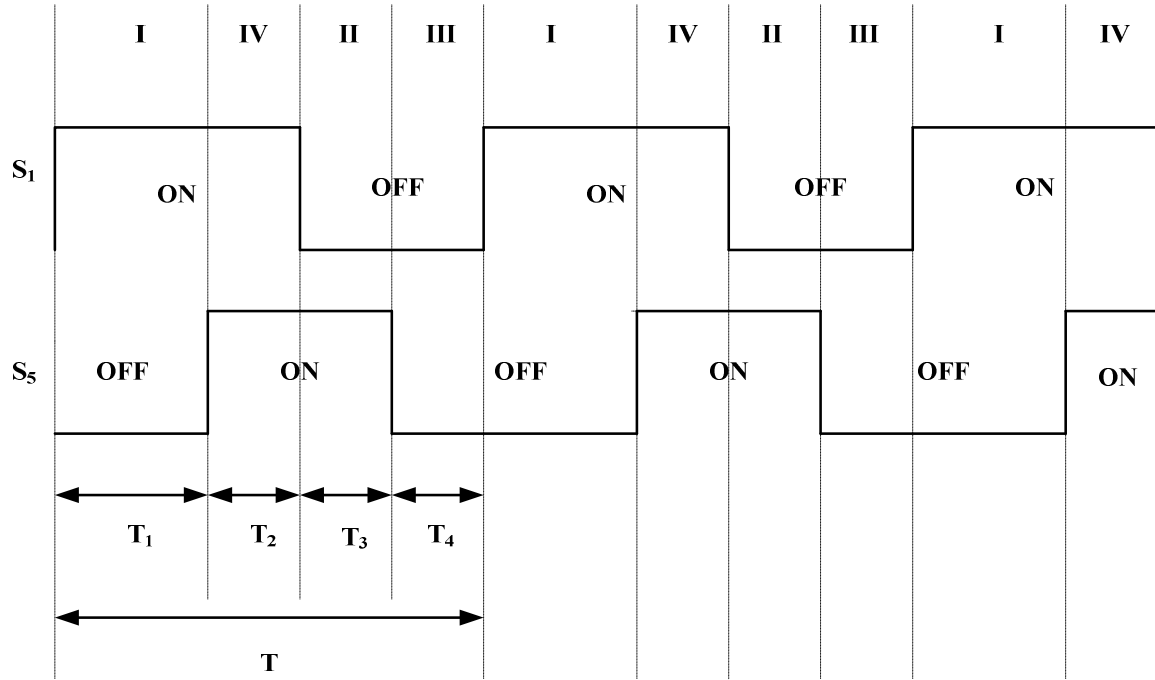 I IV II III I IV II III I IV
S₁
ON OFF ON OFF ON
S₅
OFF ON OFF ON OFF ON
T₁ T₂ T₃ T₄
T